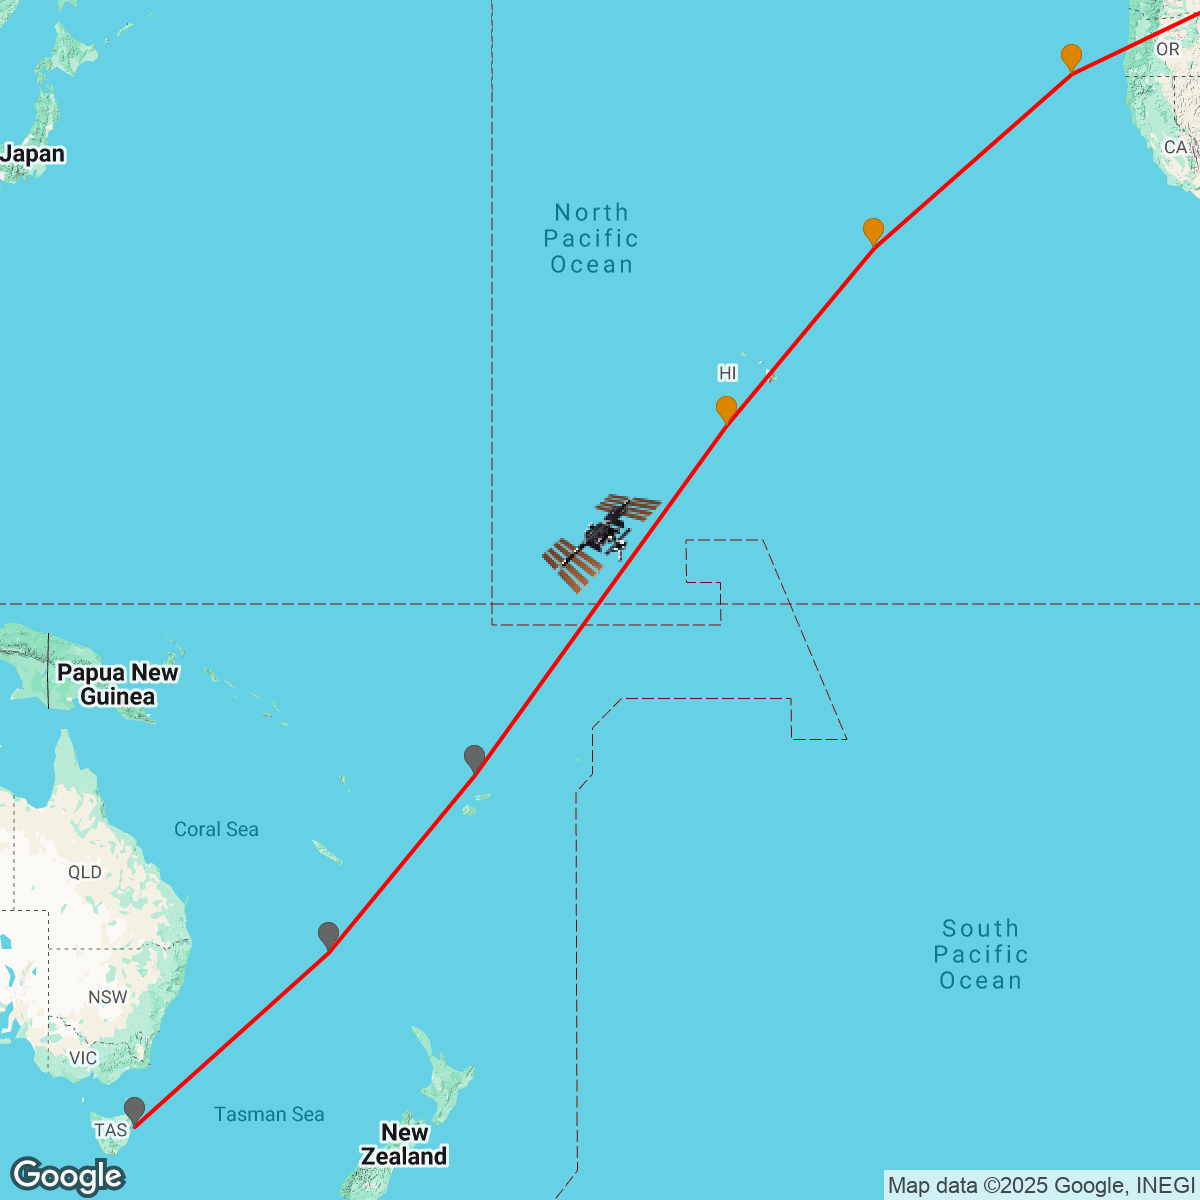 OR
CA
Japan
North
Pacific
Ocean
HI
Papua New
Guinea
Coral Sea
QLD
South
Pacific
Ocean
NSW
VIC
TAS
Tasman Sea
New
Zealand
Google
Map data ©2025 Google, INEGI